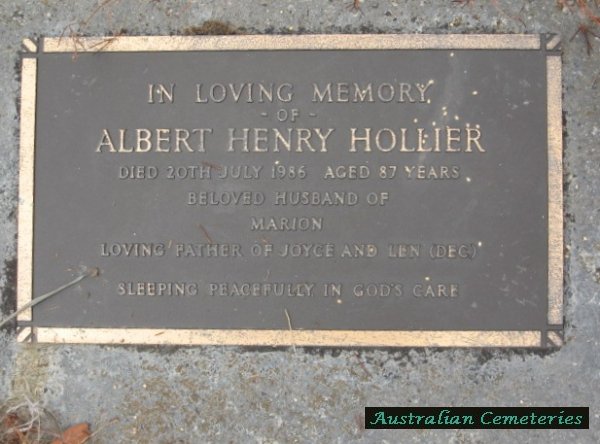 IN LOVING MEMORY
- OF -
ALBERT HENRY HOLLIER
DIED 20TH JULY 1986 AGED 87 YEARS
BELOVED HUSBAND OF
MARION
LOVING FATHER OF JOYCE AND LEN (DEC)
SLEEPING PEACEFULLY IN GOD'S CARE
Australian Cemeteries